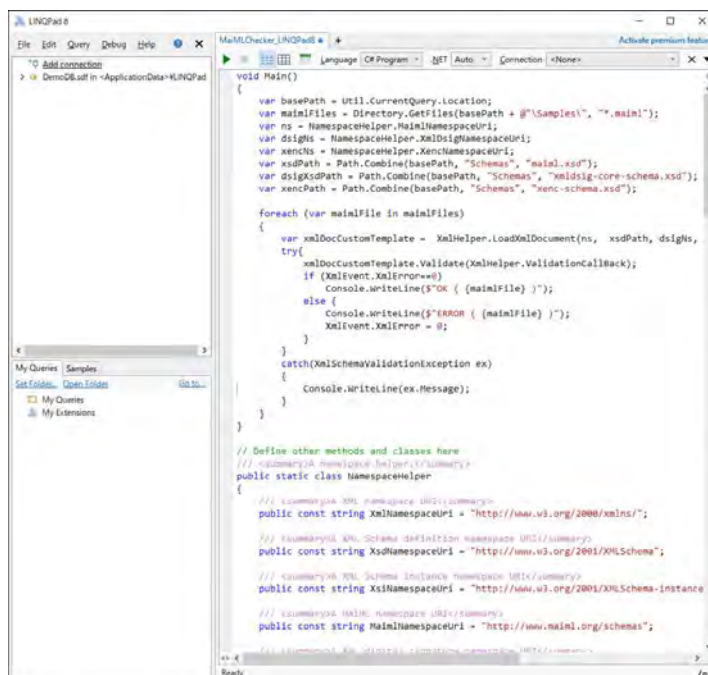 LINQPad 8
File Edit Query Debug Help
Add connection
DemoDB.sdf in <ApplicationData>¥LINQPad
My Queries Samples
Set Folder... Open Folder Go to...
My Queries
My Extensions
MaiMLChecker_LINQPad8 +
Activate premium featur
Language C# Program .NET Auto Connection <None>
void Main()
{
var basePath = Util.CurrentQuery.Location;
var maimlFiles = Directory.GetFiles(basePath + @"\Samples\", "*.maiml");
var ns = NamespaceHelper.MaimlNamespaceUri;
var dsigNs = NamespaceHelper.XmlDsigNamespaceUri;
var xencNs = NamespaceHelper.XencNamespaceUri;
var xsdPath = Path.Combine(basePath, "Schemas", "maiml.xsd");
var dsigXsdPath = Path.Combine(basePath, "Schemas", "xmldsig-core-schema.xsd");
var xencPath = Path.Combine(basePath, "Schemas", "xenc-schema.xsd");
foreach (var maimlFile in maimlFiles)
{
var xmlDocCustomTemplate = XmlHelper.LoadXmlDocument(ns, xsdPath, dsigNs,
try{
xmlDocCustomTemplate.Validate(XmlHelper.ValidationCallBack);
if (XmlEvent.XmlError==0)
Console.WriteLine($"OK ( {maimlFile} )");
else {
Console.WriteLine($"ERROR ( {maimlFile} )");
XmlEvent.XmlError = 0;
}
}
catch(XmlSchemaValidationException ex)
{
Console.WriteLine(ex.Message);
}
}
}
// Define other methods and classes here
/// <summary>A namespace helper.</summary>
public static class NamespaceHelper
{
/// <summary>A XML namespace URI</summary>
public const string XmlNamespaceUri = "http://www.w3.org/2000/xmlns/";
/// <summary>A XML Schema definition namespace URI</summary>
public const string XsdNamespaceUri = "http://www.w3.org/2001/XMLSchema";
/// <summary>A XML Schema instance namespace URI</summary>
public const string XsiNamespaceUri = "http://www.w3.org/2001/XMLSchema-instance
/// <summary>A MAIML namespace URI</summary>
public const string MaimlNamespaceUri = "http://www.maiml.org/schemas";
/// <summary>A XML digital signature namespace URI</summary>
Ready